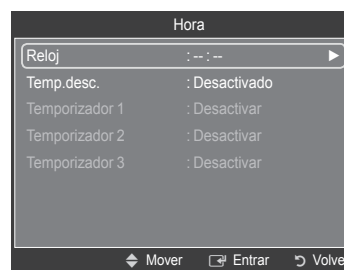 Hora
Reloj : -- : --
Temp.desc. : Desactivado
Temporizador 1 : Desactivar
Temporizador 2 : Desactivar
Temporizador 3 : Desactivar
Mover Entrar Volve